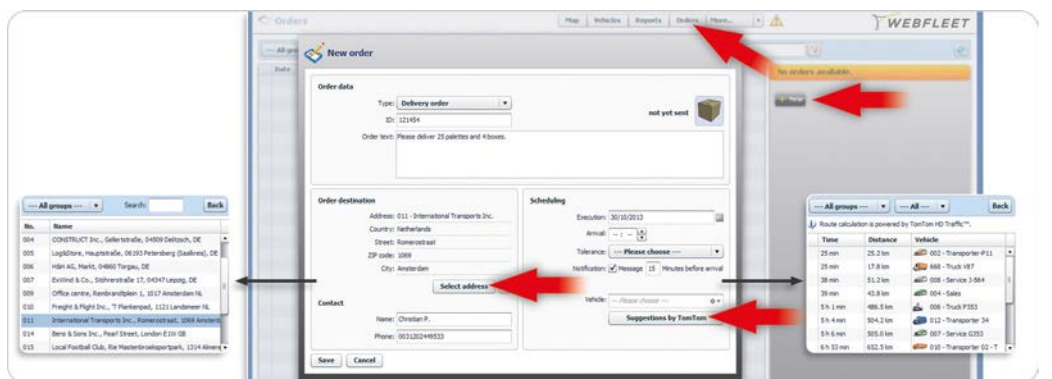 Orders
Map Vehicles Reports Orders More...
WEBFLEET
Date
New order
No orders available.
+ New
Order data
Type: Delivery order
ID: 121454
not yet sent
Order text: Please deliver 25 palettes and 4 boxes.
Order destination
Address: 011 - International Transports Inc.
Country: Netherlands
Street: Romerostraat
ZIP code: 1069
City: Amsterdam
Select address
Contact
Name: Christian P.
Phone: 0031202449533
Save Cancel
Scheduling
Execution: 30/10/2013
Arrival: -- : --
Tolerance: --- Please choose ---
Notification: Message 15 Minutes before arrival
Vehicle: --- Please choose ---
Suggestions by TomTom
--- All groups --- Search: Back
No. Name
004 CONSTRUCT Inc., Gellertstraße, 04509 Delitzsch, DE
005 Log&Store, Hauptstraße, 06193 Petersberg (Saalkreis), DE
006 H&H AG, Markt, 04860 Torgau, DE
007 ExWind & Co., Stöhrerstraße 17, 04347 Leipzig, DE
009 Office centre, Rembrandtplein 1, 1017 Amsterdam NL
010 Freight & Flight Inc., 'T Plankenpad, 1121 Landsmeer NL
011 International Transports Inc., Romerostraat, 1069 Amsterd
014 Bens & Sons Inc., Pearl Street, London E JW GB
015 Local Football Club, Rie Mastenbroeksportpark, 1314 Almere
--- All groups --- --- All --- Back
Route calculation is powered by TomTom HD Traffic™.
Time Distance Vehicle
25 min 25.2 km 002 - Transporter-P11
25 min 17.8 km 668 - Truck V87
38 min 51.2 km 008 - Service J-584
39 min 43.8 km 004 - Sales
5 h 1 min 486.5 km 006 - Truck P353
5 h 4 min 504.2 km 012 - Transporter 34
5 h 6 min 505.0 km 007 - Service G353
6 h 53 min 652.5 km 010 - Transporter 02 - T